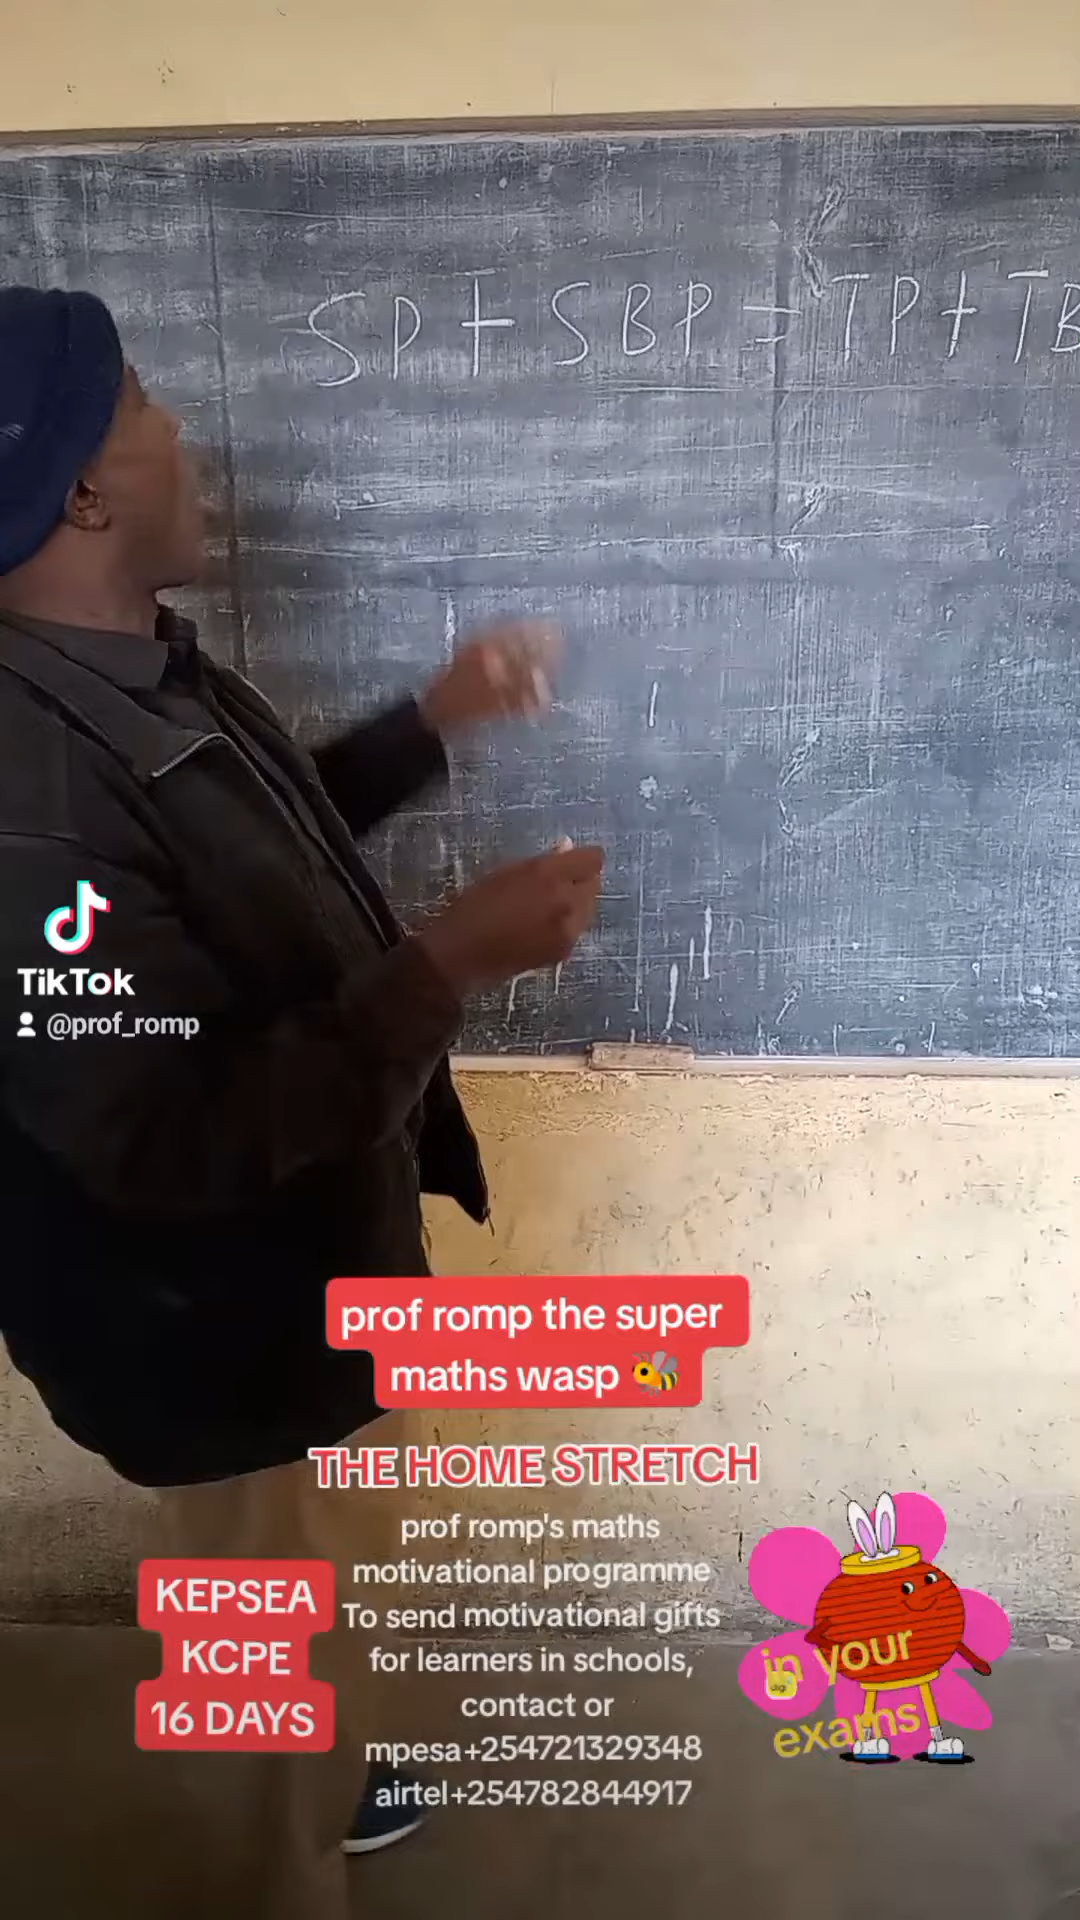 SP + SBP = TP + TB
TikTok
@prof_romp
prof romp the super
maths wasp 🐝
THE HOME STRETCH
prof romp's maths
motivational programme
To send motivational gifts
for learners in schools,
contact or
mpesa+254721329348
airtel+254782844917
KEPSEA
KCPE
16 DAYS
in your
exams